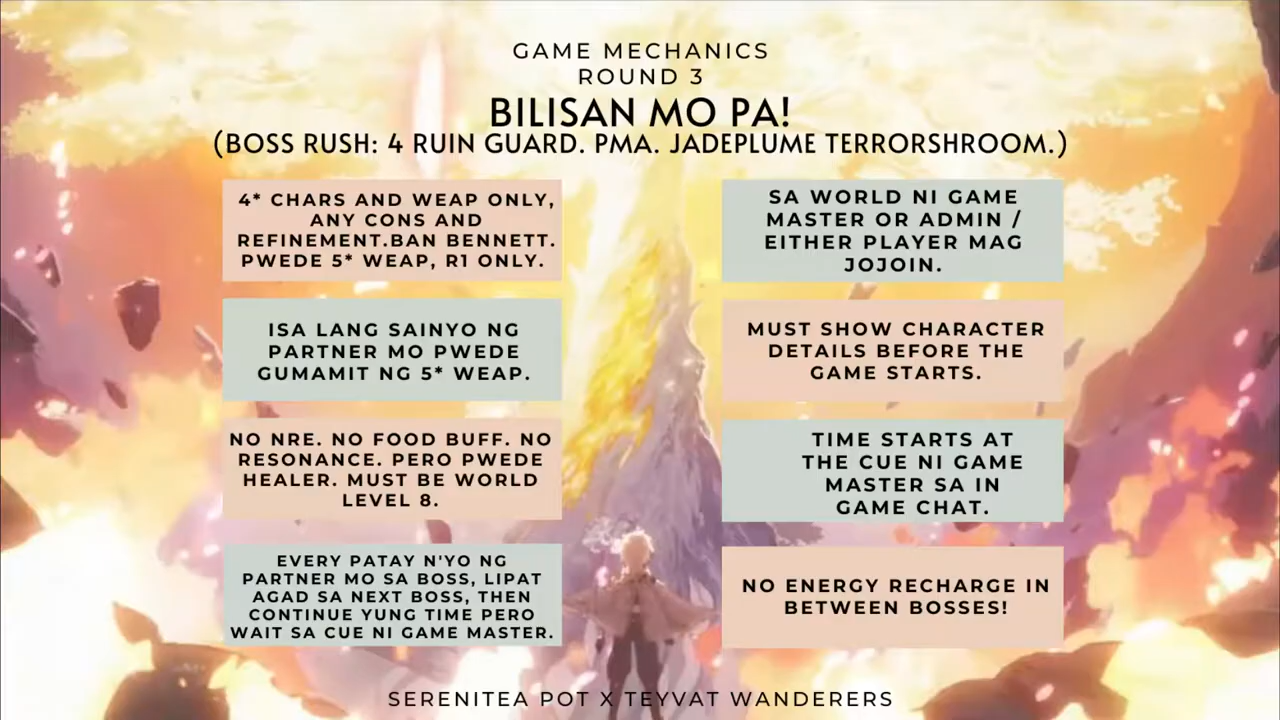 GAME MECHANICS
ROUND 3
BILISAN MO PA!
(BOSS RUSH: 4 RUIN GUARD. PMA. JADEPLUME TERRORSHROOM.)
4* CHARS AND WEAP ONLY,
ANY CONS AND
REFINEMENT.BAN BENNETT.
PWEDE 5* WEAP, R1 ONLY.
ISA LANG SAINYO NG
PARTNER MO PWEDE
GUMAMIT NG 5* WEAP.
NO NRE. NO FOOD BUFF. NO
RESONANCE. PERO PWEDE
HEALER. MUST BE WORLD
LEVEL 8.
EVERY PATAY N'YO NG
PARTNER MO SA BOSS, LIPAT
AGAD SA NEXT BOSS, THEN
CONTINUE YUNG TIME PERO
WAIT SA CUE NI GAME MASTER.
SA WORLD NI GAME
MASTER OR ADMIN /
EITHER PLAYER MAG
JOJOIN.
MUST SHOW CHARACTER
DETAILS BEFORE THE
GAME STARTS.
TIME STARTS AT
THE CUE NI GAME
MASTER SA IN
GAME CHAT.
NO ENERGY RECHARGE IN
BETWEEN BOSSES!
SERENITEA POT X TEYVAT WANDERERS